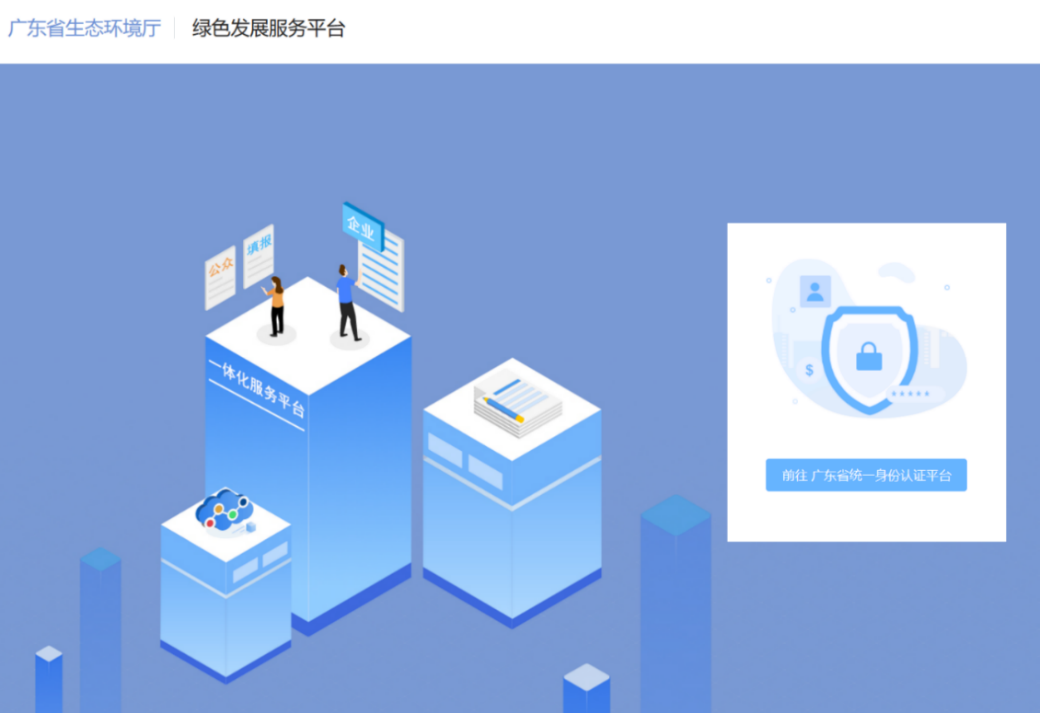 广东省生态环境厅 绿色发展服务平台
企业
填报
公众
一体化服务平台
$
*****
前往 广东省统一身份认证平台